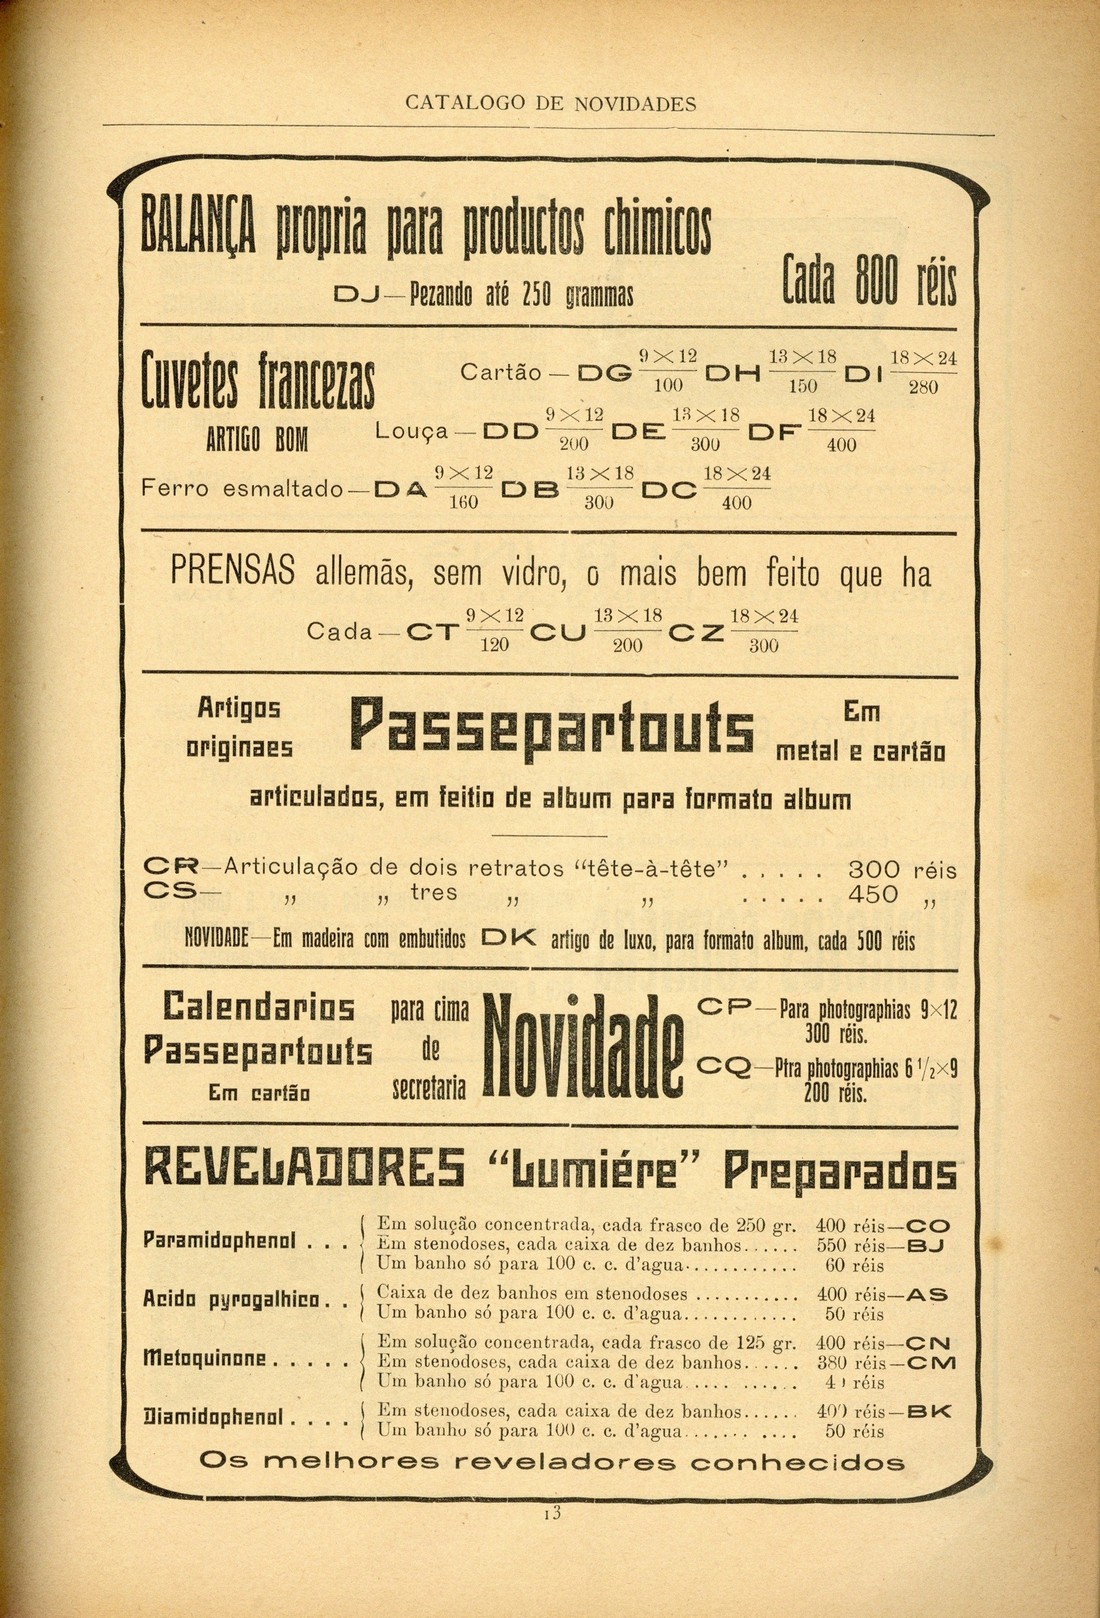 CATALOGO DE NOVIDADES
BALANÇA propria para productos chimicos
DJ—Pezando até 250 grammas
Cada 800 réis
Cuvetes francezas
ARTIGO BOM
Cartão — DG 9×12/100 DH 13×18/150 DI 18×24/280
Louça — DD 9×12/200 DE 13×18/300 DF 18×24/400
Ferro esmaltado—DA 9×12/160 DB 13×18/300 DC 18×24/400
PRENSAS allemãs, sem vidro, o mais bem feito que ha
Cada — CT 9×12/120 CU 13×18/200 CZ 18×24/300
Artigos
originaes
Passepartouts
Em
metal e cartão
articulados, em feitio de album para formato album
CR—Articulação de dois retratos “tête-à-tête” . . . . . 300 réis
CS— „ „ tres „ „ . . . . . 450 „
NOVIDADE—Em madeira com embutidos DK artigo de luxo, para formato album, cada 500 réis
Calendarios
Passepartouts
Em cartão
para cima
de
secretaria
Novidade
CP—Para photographias 9×12
300 réis.
CQ—Ptra photographias 6 1/2×9
200 réis.
REVELADORES “Lumiére” Preparados
Paramidophenol . . .
Em solução concentrada, cada frasco de 250 gr. 400 réis—CO
Em stenodoses, cada caixa de dez banhos...... 550 réis—BJ
Um banho só para 100 c. c. d'agua............ 60 réis
Acido pyrogalhico. . .
Caixa de dez banhos em stenodoses ........... 400 réis—AS
Um banho só para 100 c. c. d'agua............ 50 réis
Metoquinone . . . . .
Em solução concentrada, cada frasco de 125 gr. 400 réis—CN
Em stenodoses, cada caixa de dez banhos...... 380 réis—CM
Um banho só para 100 c. c. d'agua..... ....... réis
Diamidophenol . . . .
Em stenodoses, cada caixa de dez banhos...... 400 réis—BK
Um banho só para 100 c. c. d'agua....... .... 50 réis
Os melhores reveladores conhecidos
13